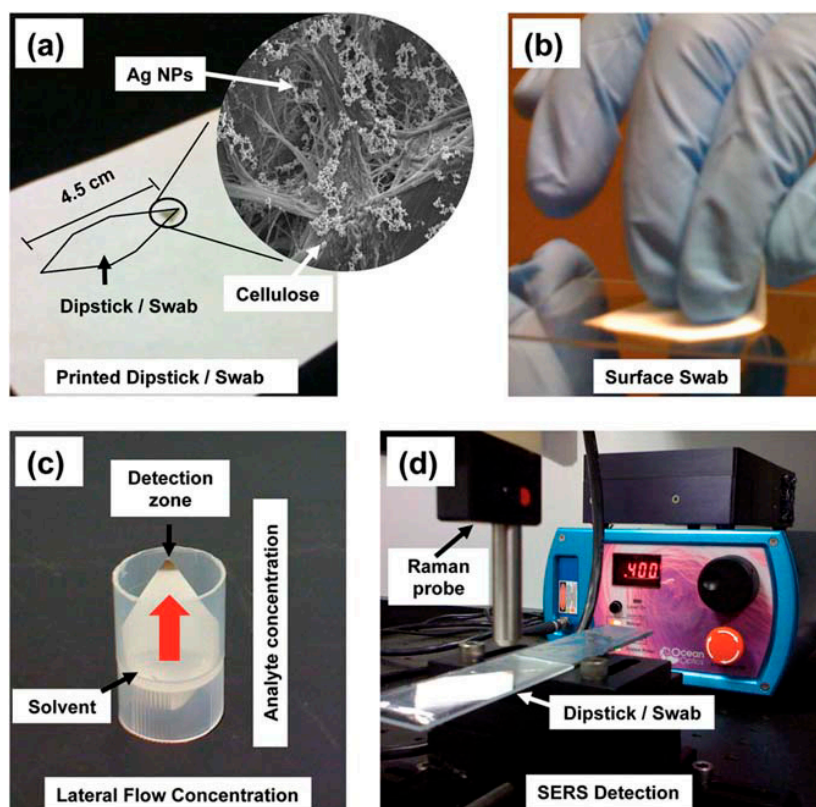 (a)
Ag NPs
4.5 cm
Cellulose
Dipstick / Swab
Printed Dipstick / Swab
(b)
Surface Swab
(c)
Detection
zone
Analyte concentration
Solvent
Lateral Flow Concentration
(d)
Raman
probe
.400
Ocean
Optics
Dipstick / Swab
SERS Detection